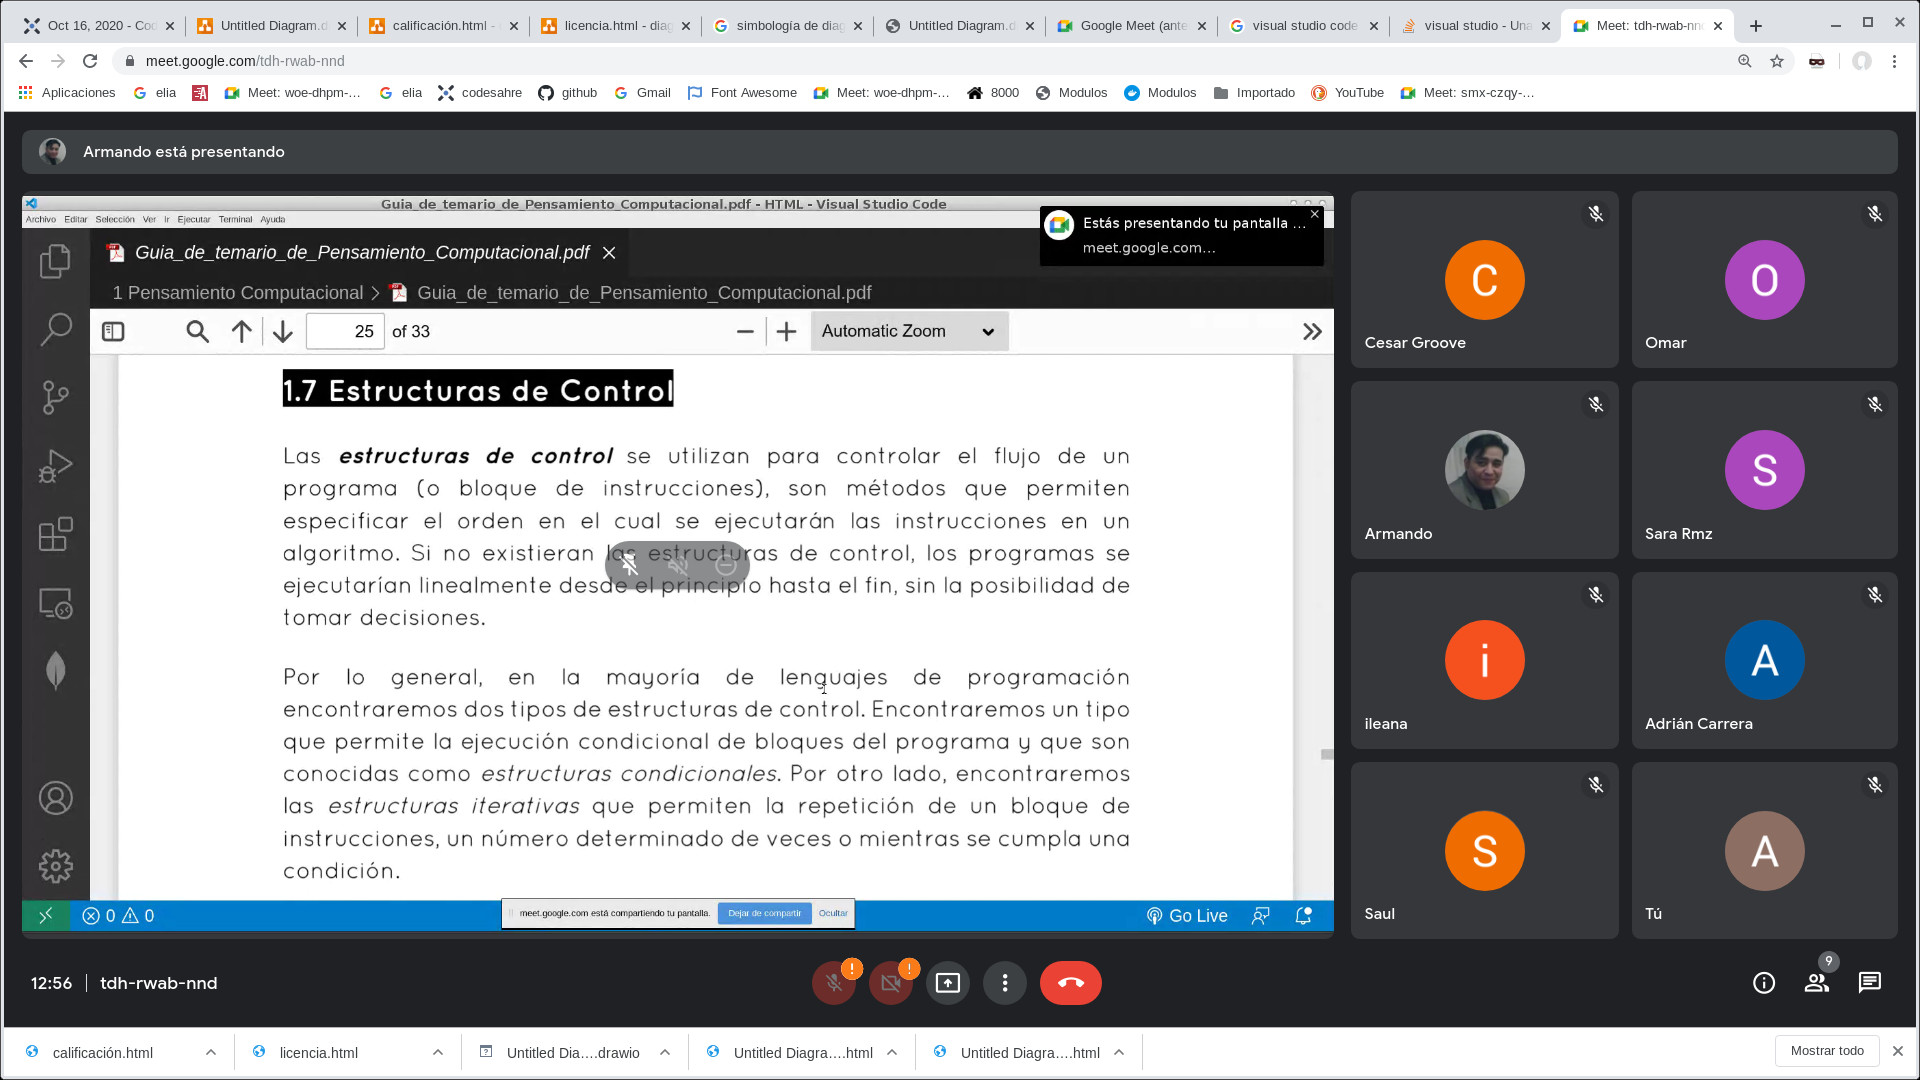 Oct 16, 2020 - Co
Untitled Diagram.d
calificación.html -
licencia.html - diag
simbología de diag
Untitled Diagram.d
Google Meet (ante
visual studio code
visual studio - Una
Meet: tdh-rwab-nn
meet.google.com/tdh-rwab-nnd
Aplicaciones
elia
Meet: woe-dhpm-...
elia
codesahre
github
Gmail
Font Awesome
Meet: woe-dhpm-...
8000
Modulos
Modulos
Importado
YouTube
Meet: smx-czqy-...
Armando está presentando
Guia_de_temario_de_Pensamiento_Computacional.pdf - HTML - Visual Studio Code
Archivo Editar Selección Ver Ir Ejecutar Terminal Ayuda
Estás presentando tu pantalla ...
meet.google.com...
Guia_de_temario_de_Pensamiento_Computacional.pdf
1 Pensamiento Computacional > Guia_de_temario_de_Pensamiento_Computacional.pdf
25 of 33
Automatic Zoom
1.7 Estructuras de Control
Las estructuras de control se utilizan para controlar el flujo de un
programa (o bloque de instrucciones), son métodos que permiten
especificar el orden en el cual se ejecutarán las instrucciones en un
algoritmo. Si no existieran las estructuras de control, los programas se
ejecutarían linealmente desde el principio hasta el fin, sin la posibilidad de
tomar decisiones.
Por lo general, en la mayoría de lenguajes de programación
encontraremos dos tipos de estructuras de control. Encontraremos un tipo
que permite la ejecución condicional de bloques del programa y que son
conocidas como estructuras condicionales. Por otro lado, encontraremos
las estructuras iterativas que permiten la repetición de un bloque de
instrucciones, un número determinado de veces o mientras se cumpla una
condición.
0 0
meet.google.com está compartiendo tu pantalla.
Dejar de compartir
Ocultar
Go Live
C
Cesar Groove
O
Omar
Armando
S
Sara Rmz
i
ileana
A
Adrián Carrera
S
Saul
A
Tú
12:56 | tdh-rwab-nnd
!
!
9
calificación.html
licencia.html
Untitled Dia....drawio
Untitled Diagra....html
Untitled Diagra....html
Mostrar todo